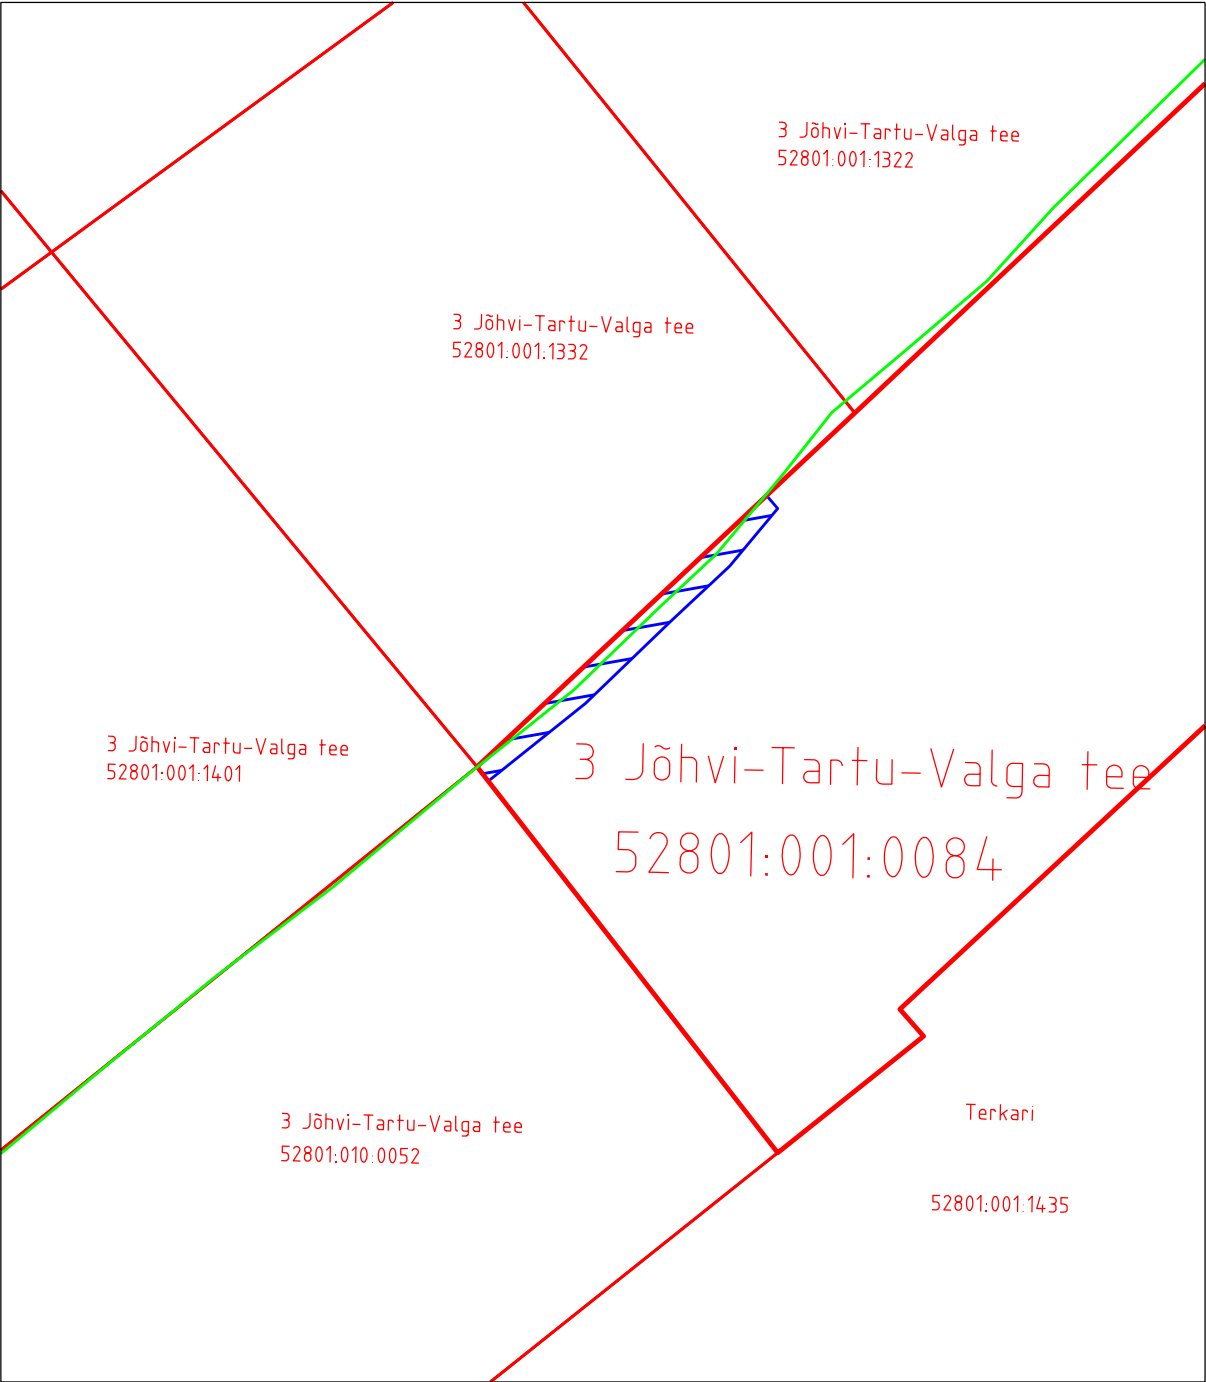 3 Jõhvi-Tartu-Valga tee
52801:001:1322
3 Jõhvi-Tartu-Valga tee
52801:001:1332
3 Jõhvi-Tartu-Valga tee
52801:001:1401
3 Jõhvi-Tartu-Valga tee
52801:001:0084
3 Jõhvi-Tartu-Valga tee
52801:010:0052
Terkari
52801:001:1435